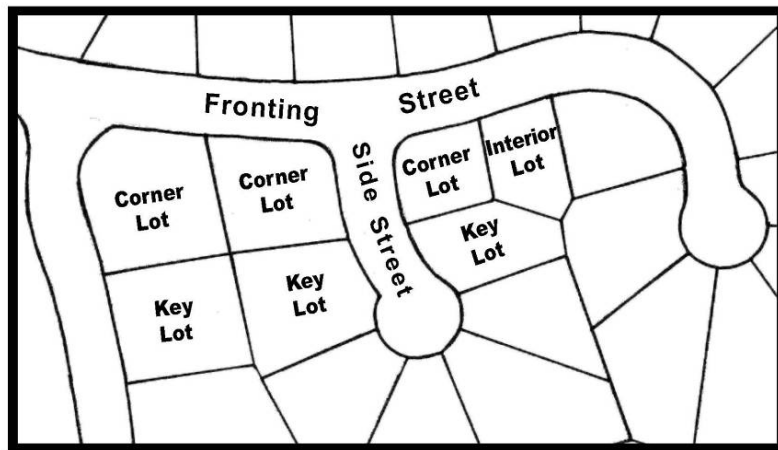 Fronting Street
Side Street
Corner
Lot
Corner
Lot
Corner
Lot
Interior
Lot
Key
Lot
Key
Lot
Key
Lot